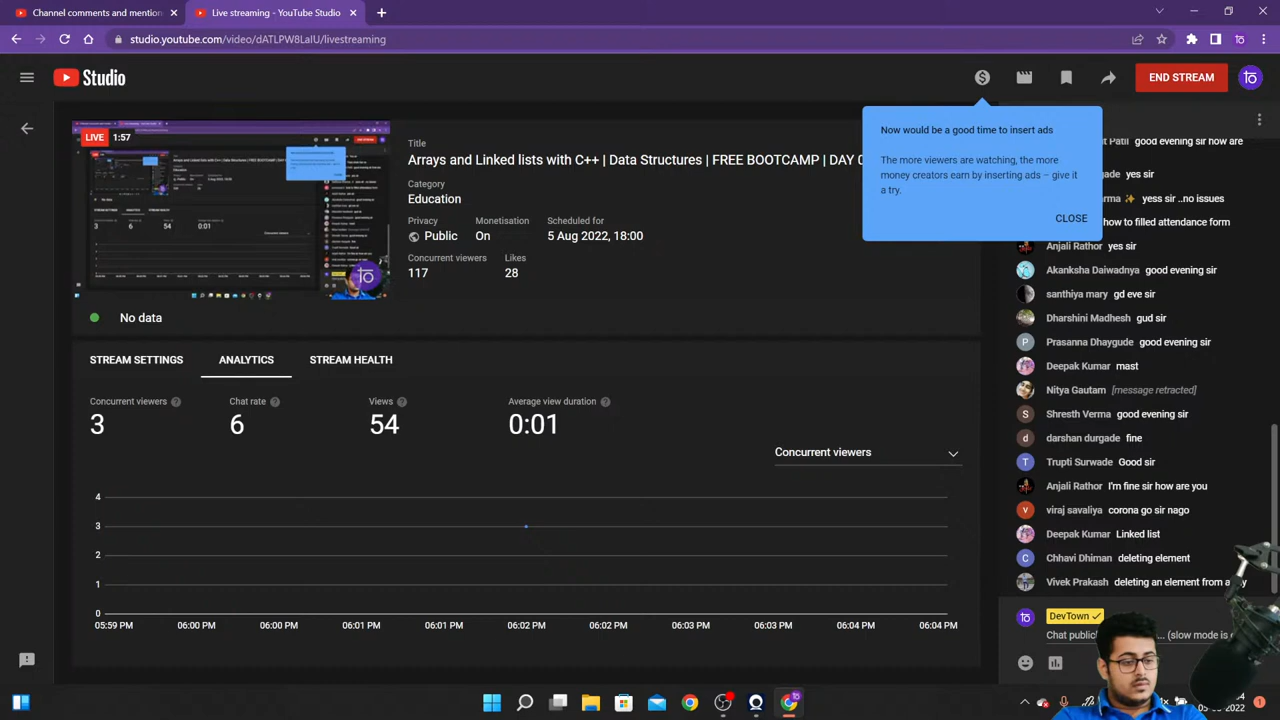 Channel comments and mention
Live streaming - YouTube Studio
studio.youtube.com/video/dATLPW8LaIU/livestreaming
Studio
END STREAM
LIVE 1:57
Title
Arrays and Linked lists with C++ | Data Structures | FREE BOOTCAMP | DAY
Category
Education
Privacy
Public
Monetisation
On
Scheduled for
5 Aug 2022, 18:00
Concurrent viewers
117
Likes
28
Now would be a good time to insert ads
The more viewers are watching, the more
money creators earn by inserting ads – give it
a try.
CLOSE
No data
STREAM SETTINGS
ANALYTICS
STREAM HEALTH
Concurrent viewers
3
Chat rate
6
Views
54
Average view duration
0:01
Concurrent viewers
4
3
2
1
0
05:59 PM 06:00 PM 06:00 PM 06:01 PM 06:01 PM 06:02 PM 06:02 PM 06:03 PM 06:03 PM 06:04 PM 06:04 PM
Patil good evening sir how are
yes sir
yess sir ..no issues
how to filled attendance form
Anjali Rathor yes sir
Akanksha Daiwadnya good evening sir
santhiya mary gd eve sir
Dharshini Madhesh gud sir
Prasanna Dhaygude good evening sir
Deepak Kumar mast
Nitya Gautam [message retracted]
Shresth Verma good evening sir
darshan durgade fine
Trupti Surwade Good sir
Anjali Rathor I'm fine sir how are you
viraj savaliya corona go sir nago
Deepak Kumar Linked list
Chhavi Dhiman deleting element
Vivek Prakash deleting an element from
DevTown
Chat (slow mode is
2022